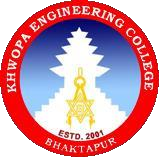 KHWOPA ENGINEERING COLLEGE
ESTD. 2001
BHAKTAPUR